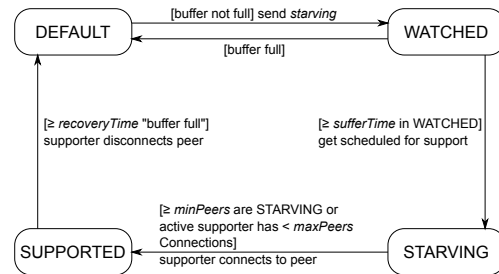 [buffer not full] send starving
DEFAULT
WATCHED
[buffer full]
[≥ recoveryTime "buffer full"]
supporter disconnects peer
[≥ sufferTime in WATCHED]
get scheduled for support
[≥ minPeers are STARVING or
active supporter has < maxPeers
Connections]
supporter connects to peer
SUPPORTED
STARVING